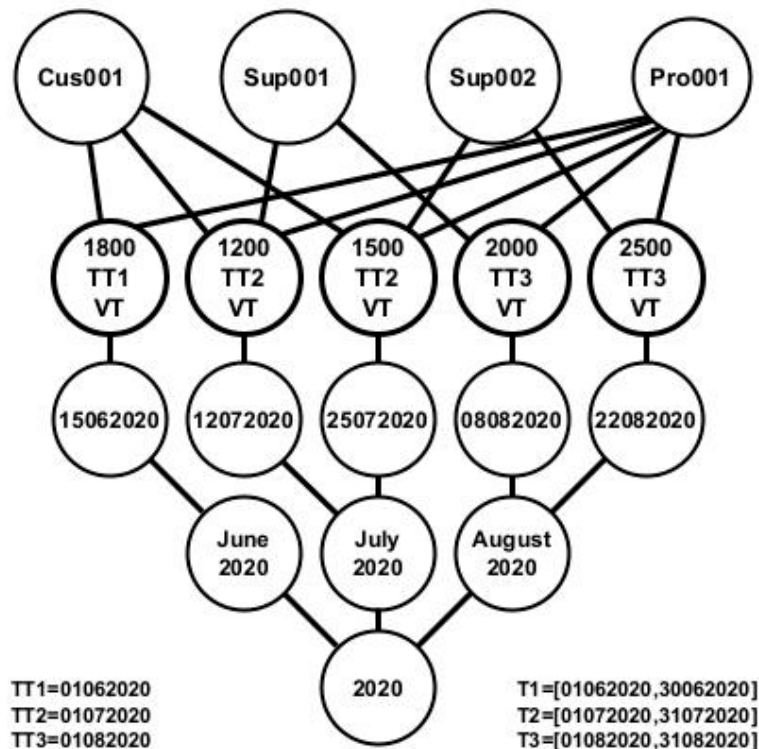 Cus001
Sup001
Sup002
Pro001
1800
TT1
VT
1200
TT2
VT
1500
TT2
VT
2000
TT3
VT
2500
TT3
VT
15062020
12072020
25072020
08082020
22082020
June
2020
July
2020
August
2020
2020
TT1=01062020
TT2=01072020
TT3=01082020
T1=[01062020,30062020]
T2=[01072020,31072020]
T3=[01082020,31082020]